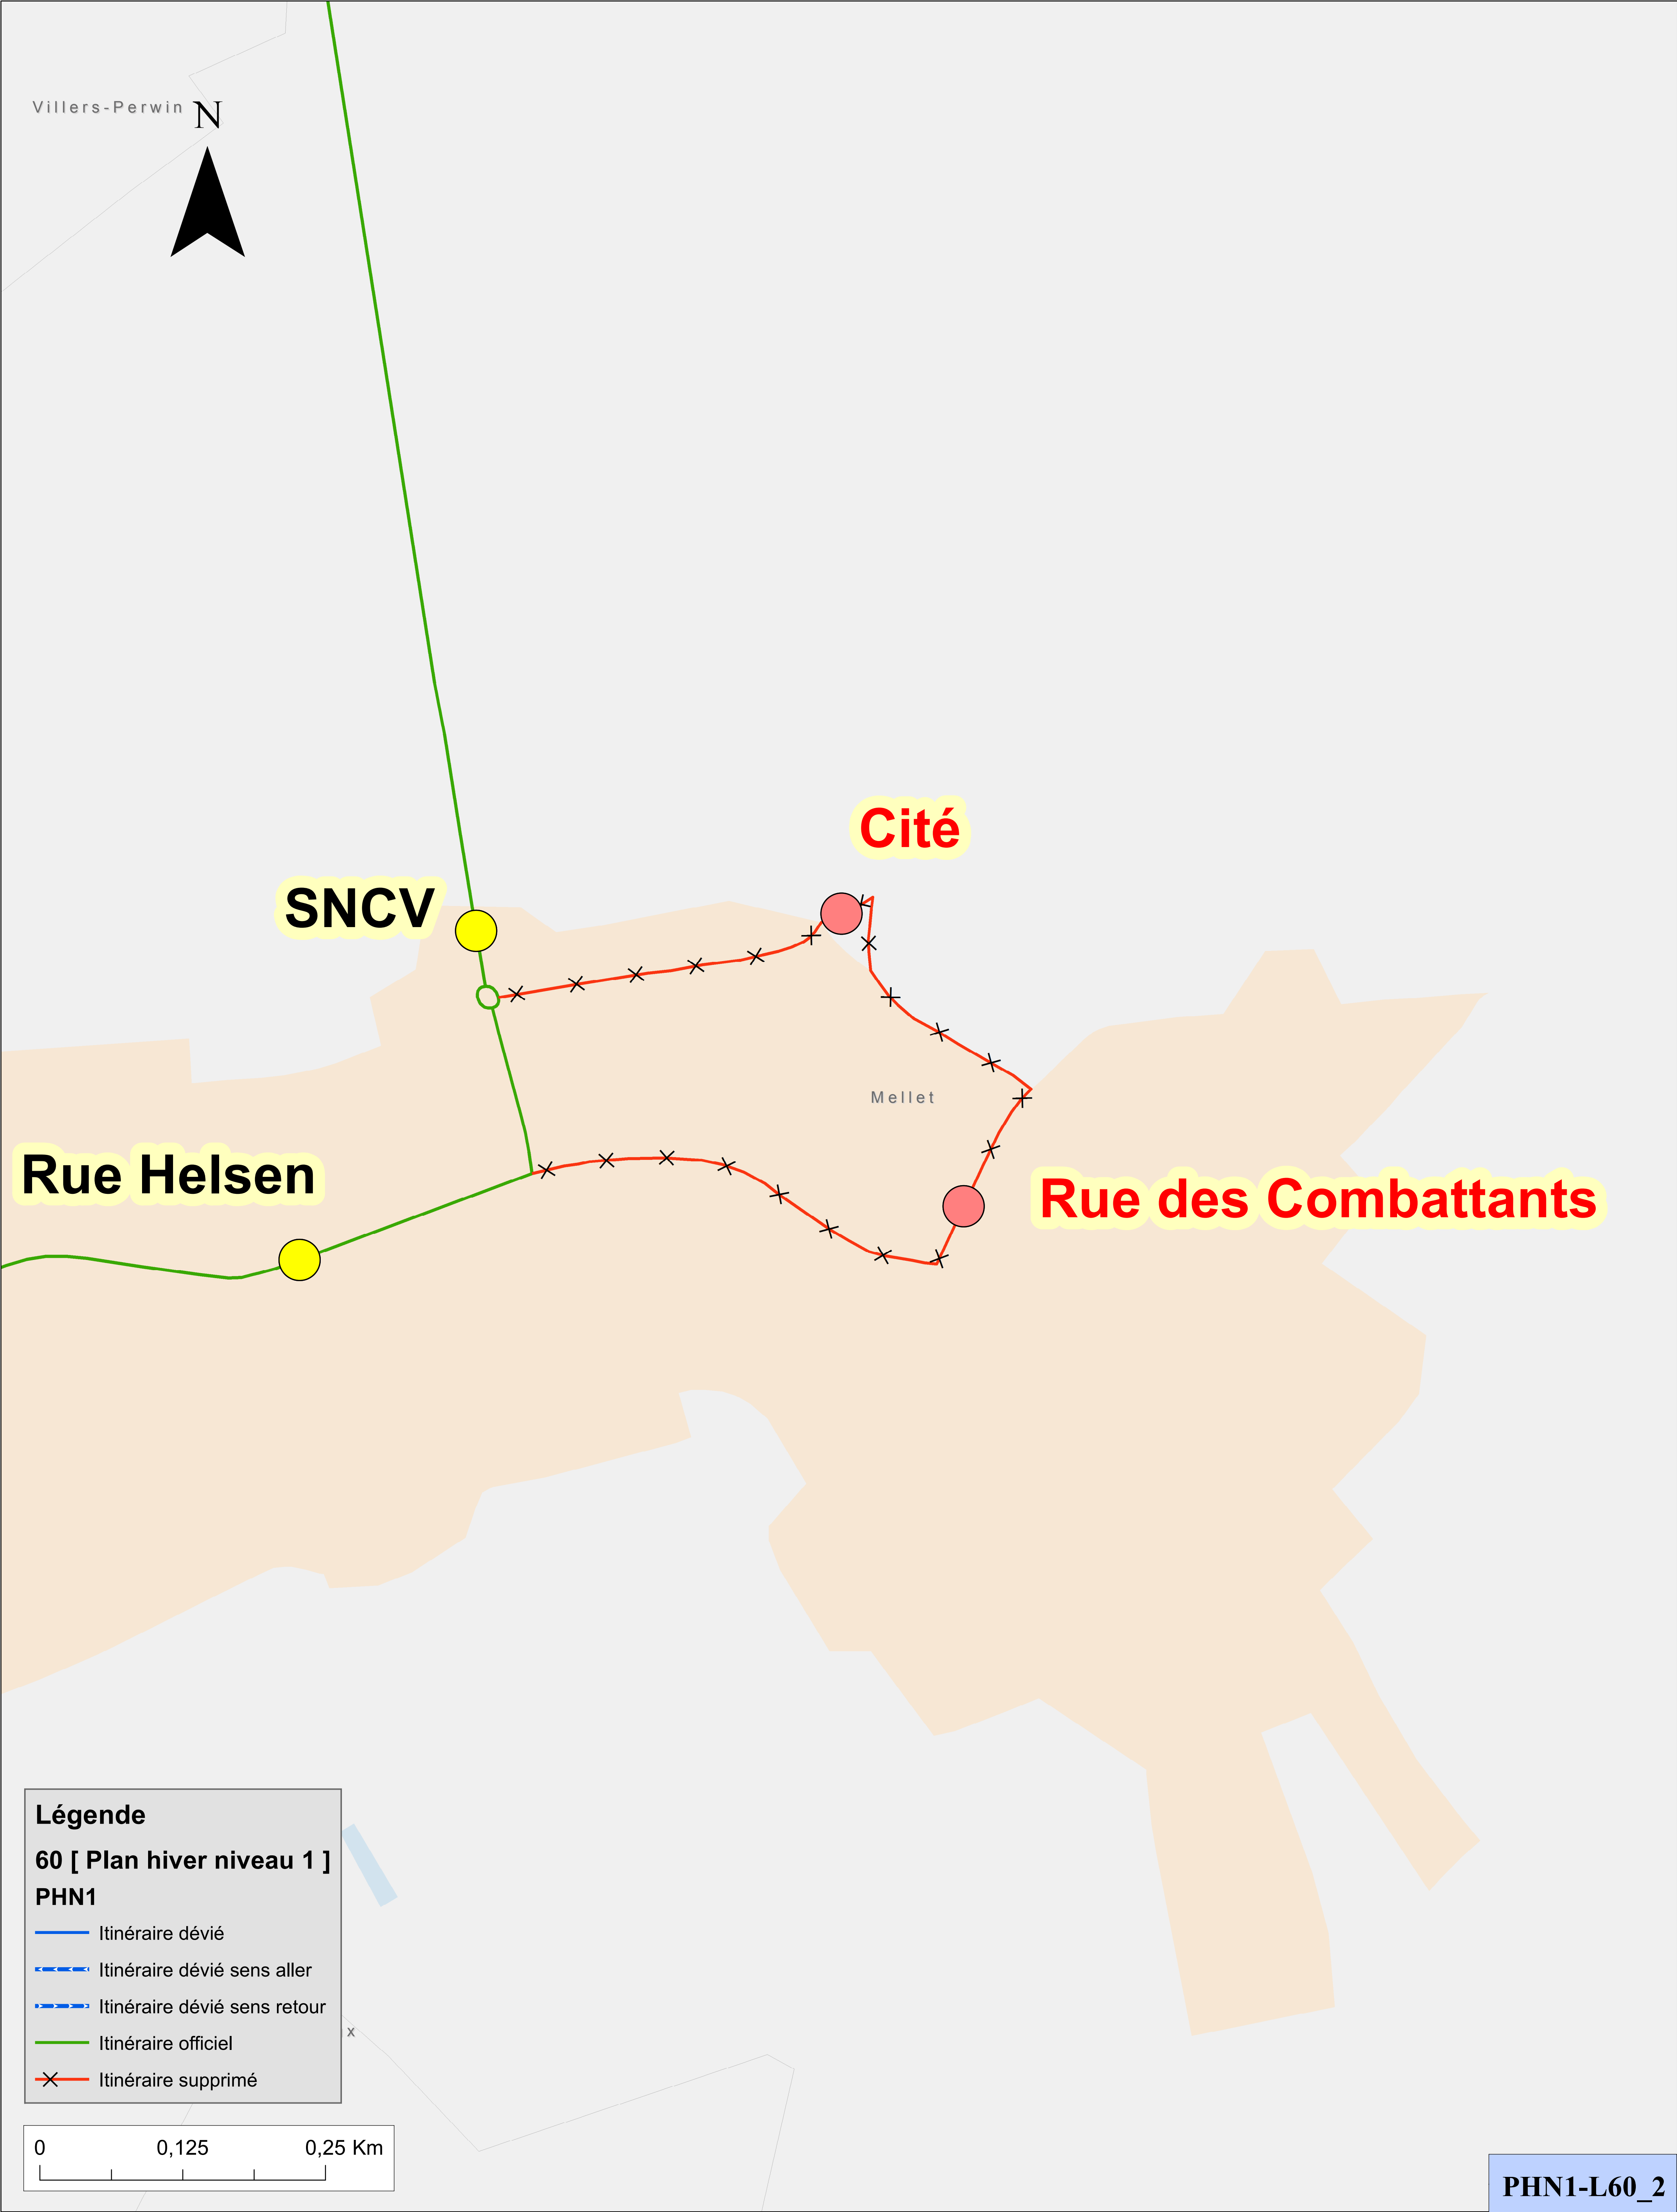 Villers-Perwin
N
Cité
SNCV
Mellet
Rue Helsen
Rue des Combattants
Légende
60 [ Plan hiver niveau 1 ]
PHN1
Itinéraire dévié
Itinéraire dévié sens aller
Itinéraire dévié sens retour
x
Itinéraire officiel
Itinéraire supprimé
0 0,125 0,25 Km
PHN1-L60_2